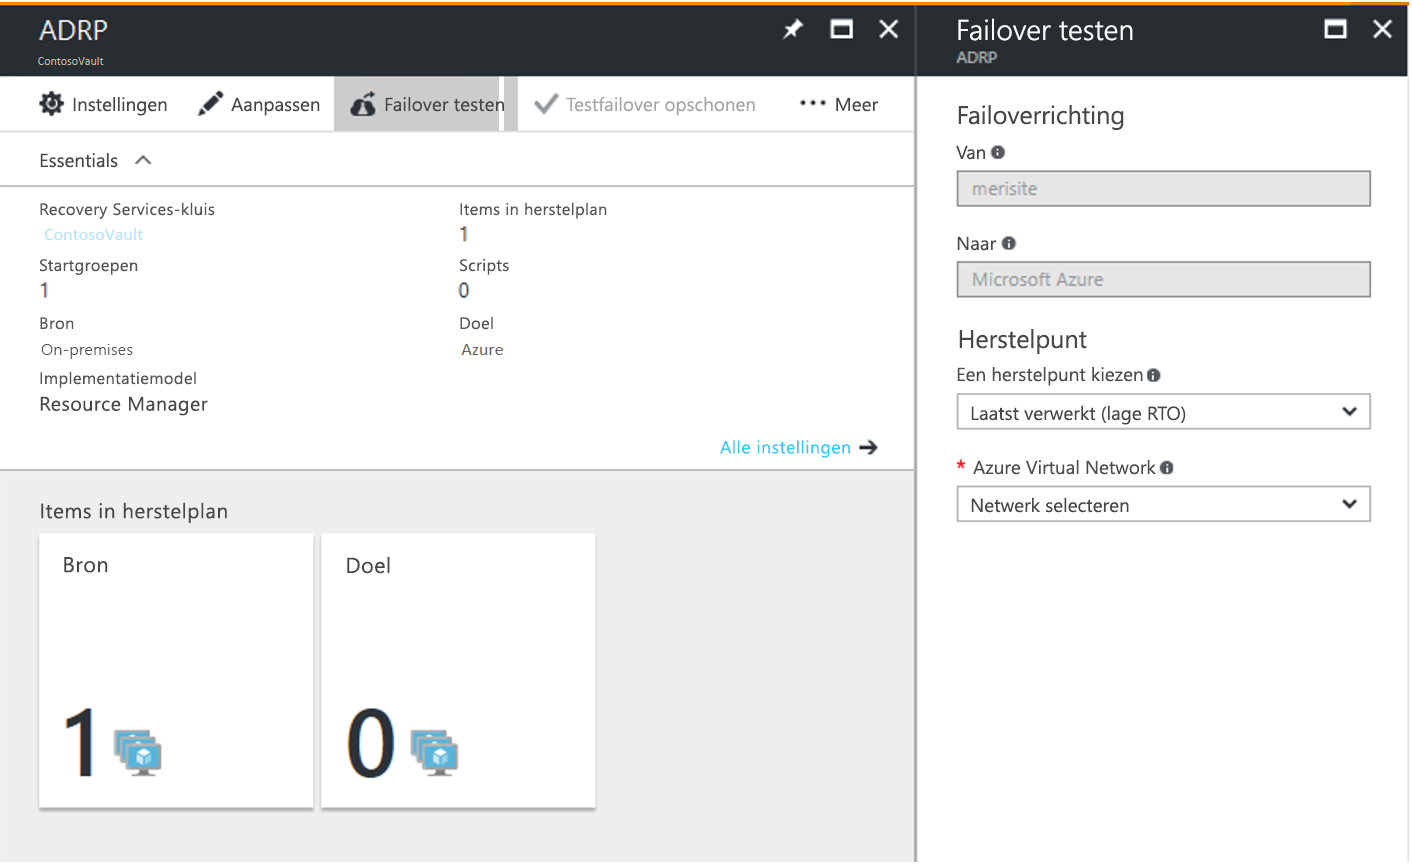 ADRP
ContosoVault
Instellingen
Aanpassen
Failover testen
Testfailover opschonen
Meer
Essentials
Recovery Services-kluis
ContosoVault
Items in herstelplan
1
Startgroepen
1
Scripts
0
Bron
On-premises
Doel
Azure
Implementatiemodel
Resource Manager
Alle instellingen
Items in herstelplan
Bron
1
Doel
0
Failover testen
ADRP
Failoverrichting
Van
merisite
Naar
Microsoft Azure
Herstelpunt
Een herstelpunt kiezen
Laatst verwerkt (lage RTO)
* Azure Virtual Network
Netwerk selecteren